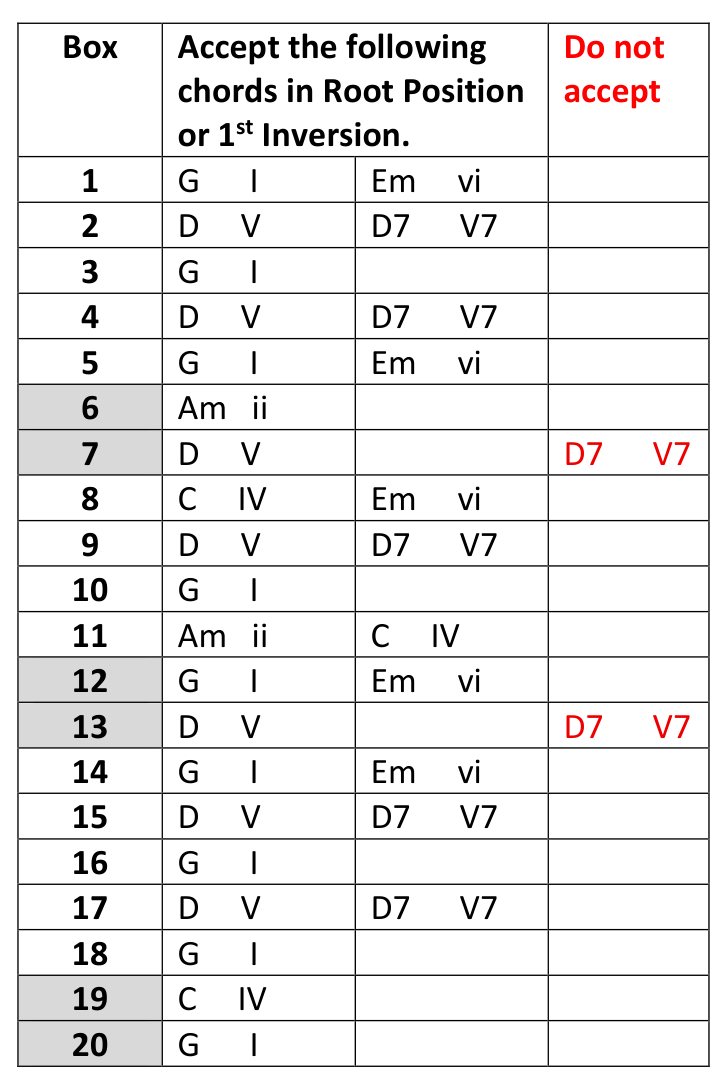 Box Accept the following Do not
chords in Root Position accept
or 1st Inversion.
1 G I Em vi
2 D V D7 V7
3 G I
4 D V D7 V7
5 G I Em vi
6 Am ii
7 D V D7 V7
8 C IV Em vi
9 D V D7 V7
10 G I
11 Am ii C IV
12 G I Em vi
13 D V D7 V7
14 G I Em vi
15 D V D7 V7
16 G I
17 D V D7 V7
18 G I
19 C IV
20 G I